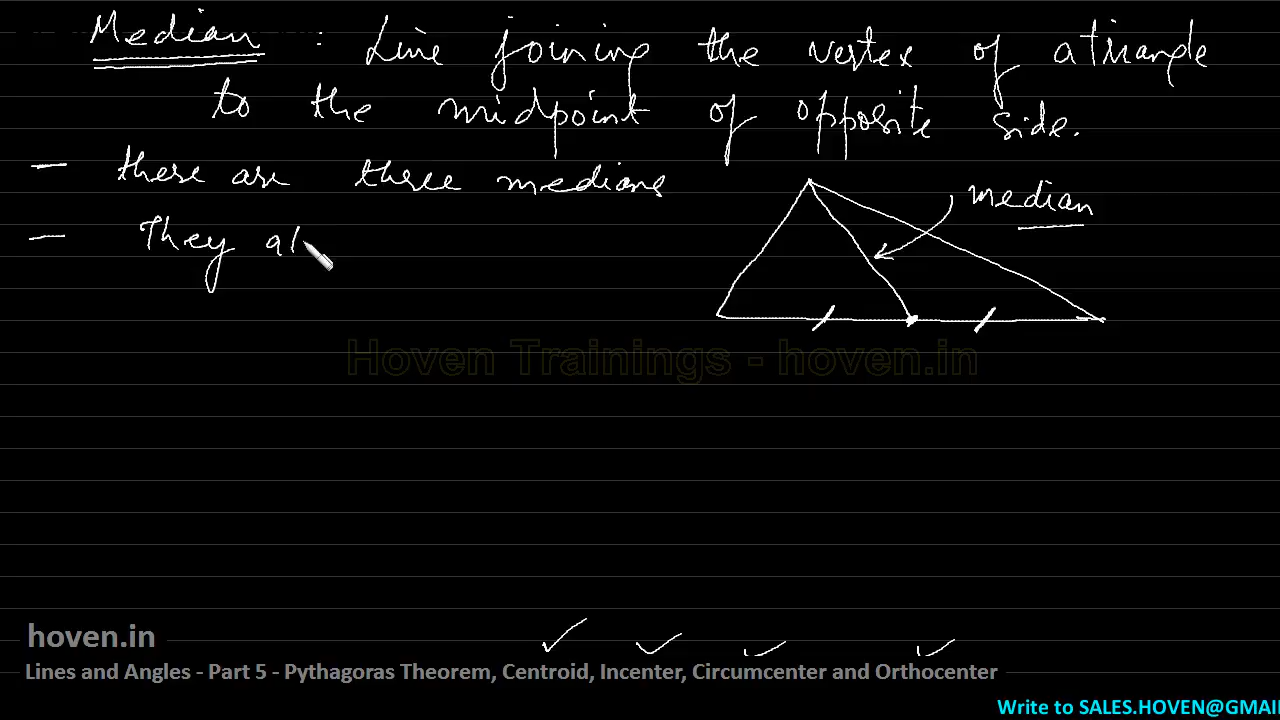 Median : Line joining the vertex of a triangle
to the midpoint of opposite side.
— there are three medians
median
— They al
Hoven Trainings - hoven.in
hoven.in
Lines and Angles - Part 5 - Pythagoras Theorem, Centroid, Incenter, Circumcenter and Orthocenter
Write to SALES.HOVEN@GMAI